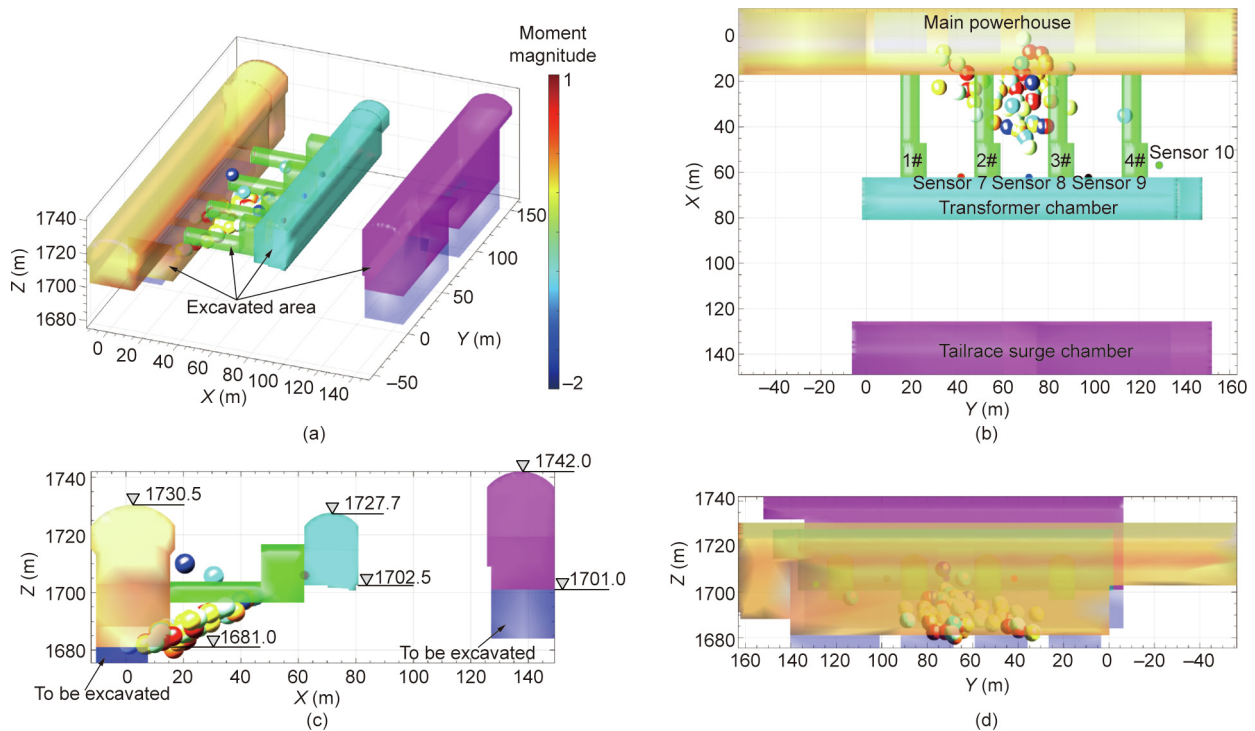 Moment
magnitude
1
−2
1740
1720
1700
1680
Z (m)
0 20 40 60 80 100 120 140
X (m)
150
100
50
0
−50
Y (m)
Excavated area
(a)
Main powerhouse
1# 2# 3# 4#
Sensor 10
Sensor 7 Sensor 8 Sensor 9
Transformer chamber
Tailrace surge chamber
0
20
40
60
80
100
120
140
X (m)
−40 −20 0 20 40 60 80 100 120 140 160
Y (m)
(b)
1740
1720
1700
1680
Z (m)
1730.5
1727.7
1742.0
1702.5
1701.0
1681.0
To be excavated
To be excavated
0 20 40 60 80 100 120 140
X (m)
(c)
1740
1720
1700
1680
Z (m)
160 140 120 100 80 60 40 20 0 −20 −40
Y (m)
(d)